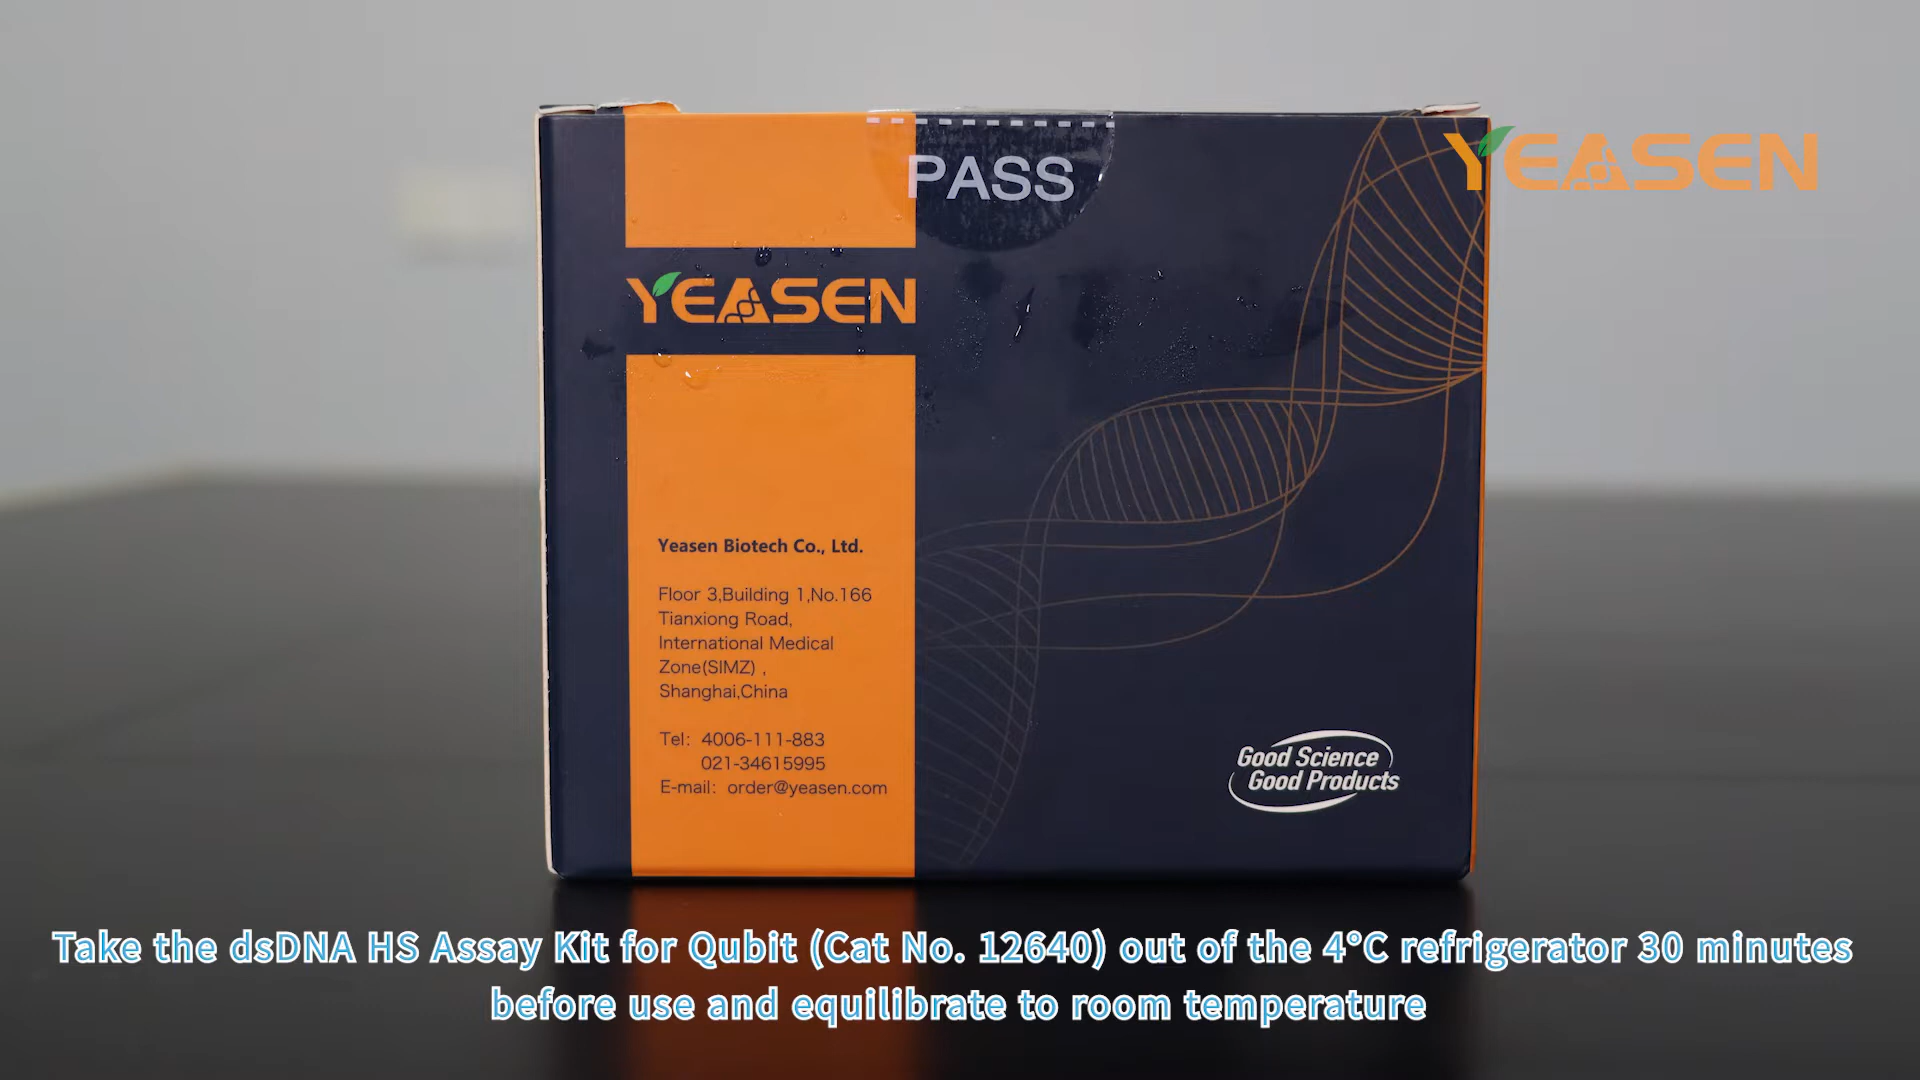 PASS
YEASEN
YEASEN
Yeasen Biotech Co., Ltd.
Floor 3,Building 1,No.166
Tianxiong Road,
International Medical
Zone(SIMZ) ,
Shanghai,China
Tel: 4006-111-883
021-34615995
E-mail: order@yeasen.com
Good Science
Good Products
Take the dsDNA HS Assay Kit for Qubit (Cat No. 12640) out of the 4°C refrigerator 30 minutes
before use and equilibrate to room temperature